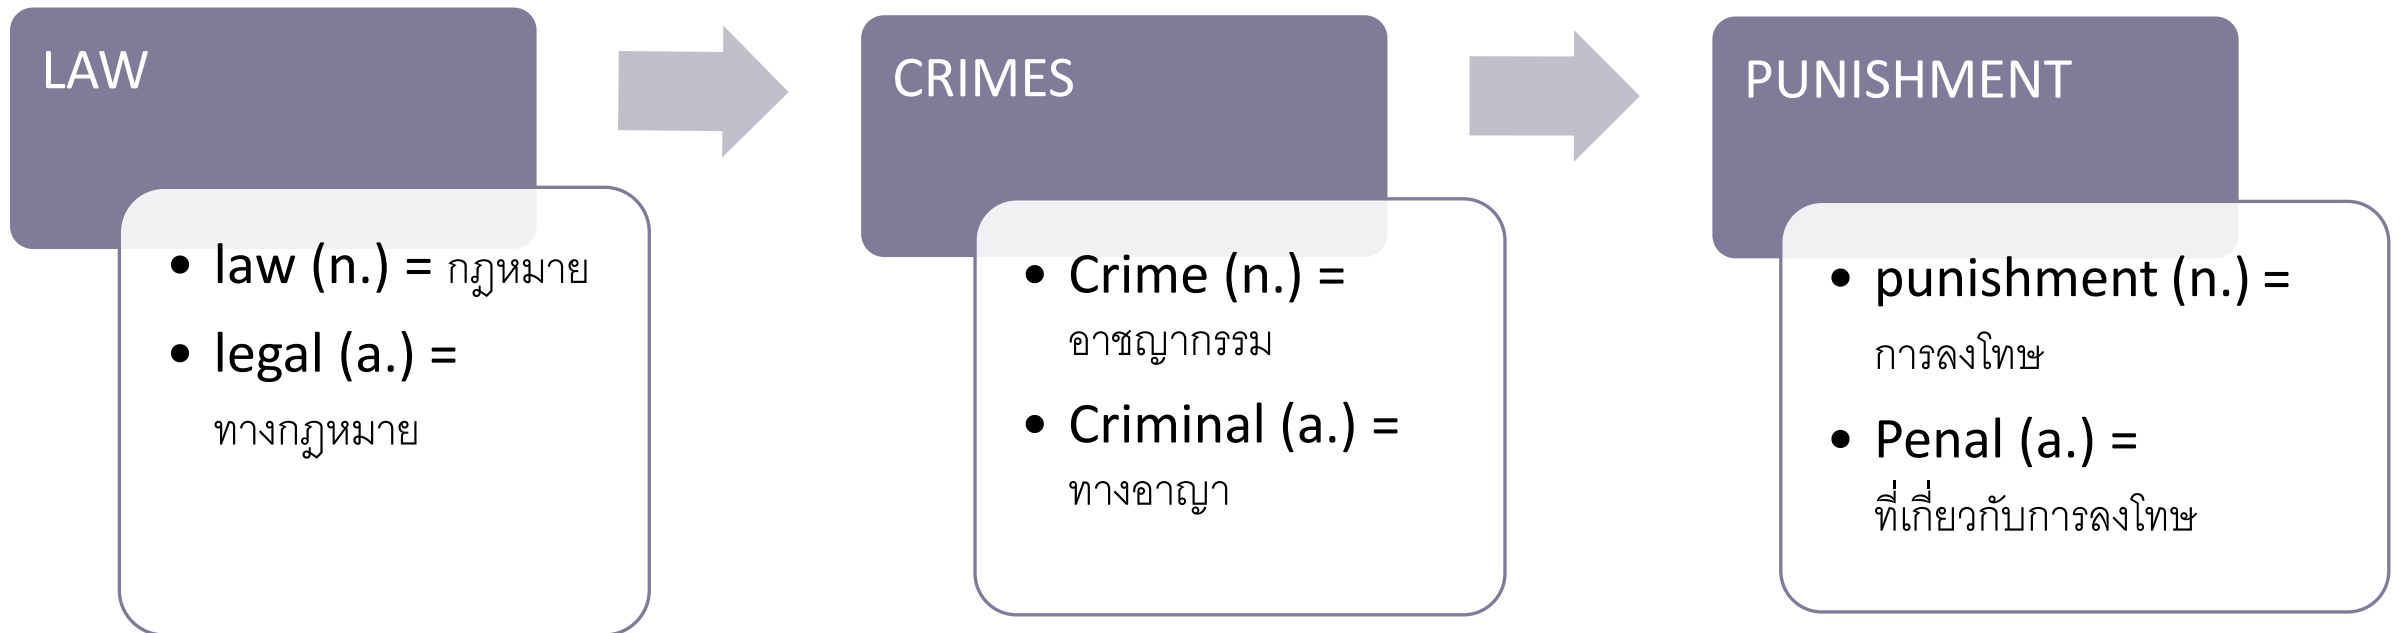 LAW
• law (n.) = กฎหมาย
• legal (a.) =
ทางกฎหมาย
CRIMES
• Crime (n.) =
อาชญากรรม
• Criminal (a.) =
ทางอาญา
PUNISHMENT
• punishment (n.) =
การลงโทษ
• Penal (a.) =
ที่เกี่ยวกับการลงโทษ